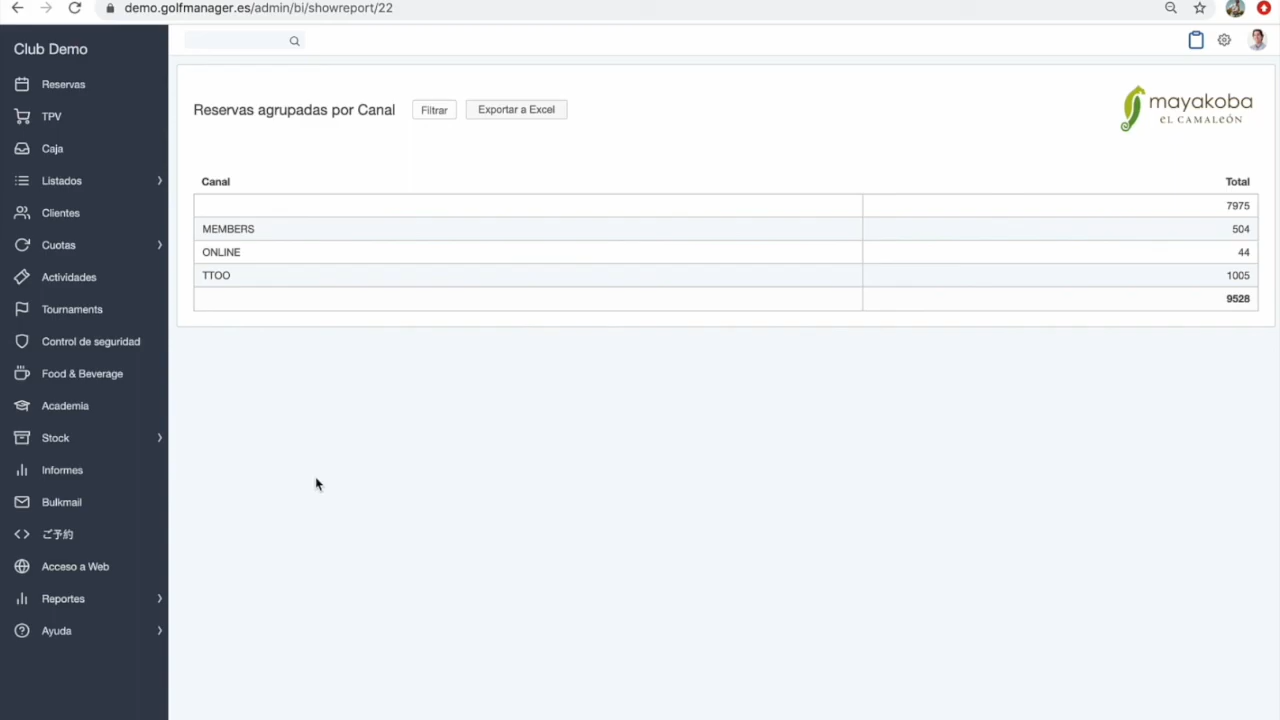 demo.golfmanager.es/admin/bi/showreport/22
Club Demo
Reservas
TPV
Caja
Listados
Clientes
Cuotas
Actividades
Tournaments
Control de seguridad
Food & Beverage
Academia
Stock
Informes
Bulkmail
ご予約
Acceso a Web
Reportes
Ayuda
Reservas agrupadas por Canal
Filtrar
Exportar a Excel
mayakoba
EL CAMALEÓN
Canal Total
7975
MEMBERS 504
ONLINE 44
TTOO 1005
9528